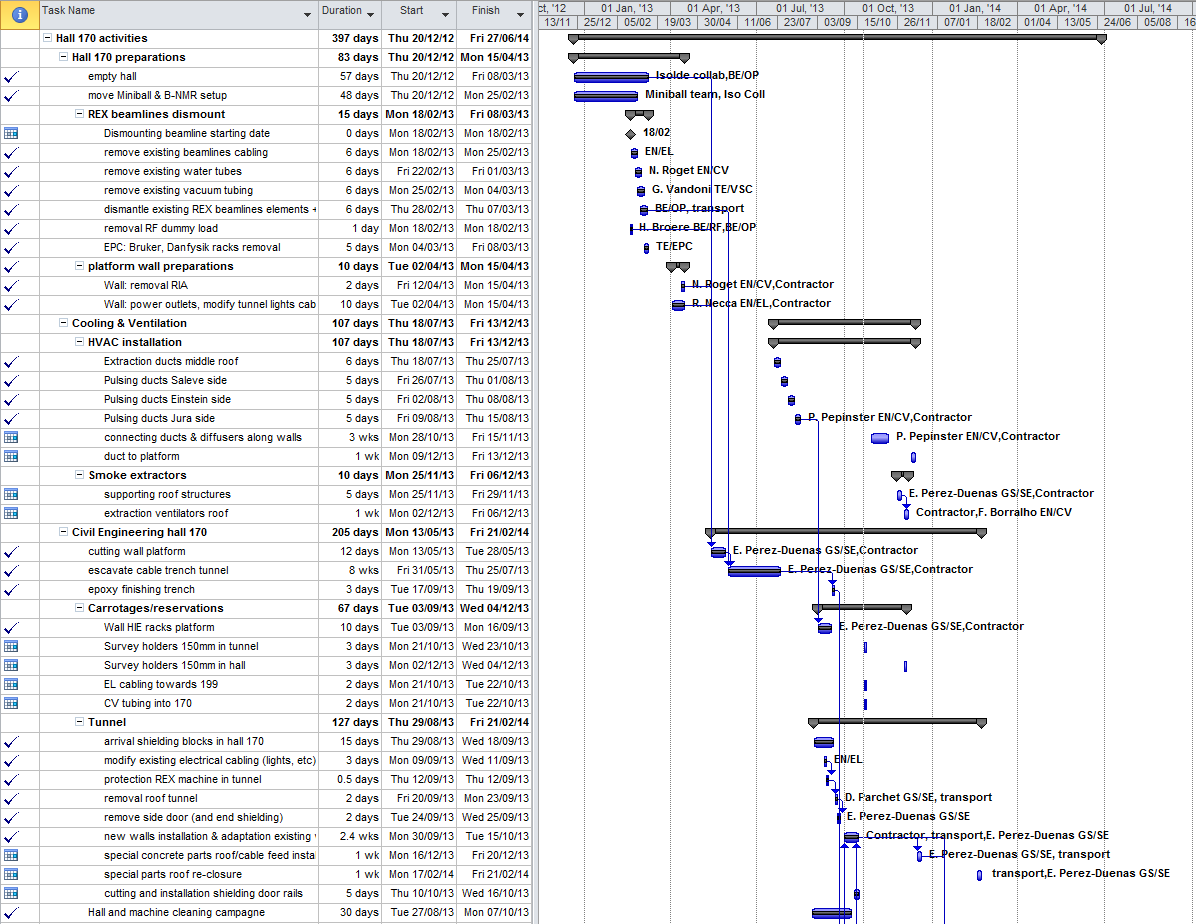 Task Name Duration Start Finish ct, '12 01 Jan, '13 01 Apr, '13 01 Jul, '13 01 Oct, '13 01 Jan, '14 01 Apr, '14 01 Jul, '14
13/11 25/12 05/02 19/03 30/04 11/06 23/07 03/09 15/10 26/11 07/01 18/02 01/04 13/05 24/06 05/08 16
Hall 170 activities 397 days Thu 20/12/12 Fri 27/06/14
Hall 170 preparations 83 days Thu 20/12/12 Mon 15/04/13
empty hall 57 days Thu 20/12/12 Fri 08/03/13 Isolde collab,BE/OP
move Miniball & B-NMR setup 48 days Thu 20/12/12 Mon 25/02/13 Miniball team, Iso Coll
REX beamlines dismount 15 days Mon 18/02/13 Fri 08/03/13
Dismounting beamline starting date 0 days Mon 18/02/13 Mon 18/02/13 18/02
remove existing beamlines cabling 6 days Mon 18/02/13 Mon 25/02/13 EN/EL
remove existing water tubes 6 days Fri 22/02/13 Fri 01/03/13 N. Roget EN/CV
remove existing vacuum tubing 6 days Mon 25/02/13 Mon 04/03/13 G. Vandoni TE/VSC
dismantle existing REX beamlines elements + 6 days Thu 28/02/13 Thu 07/03/13 BE/OP, transport
removal RF dummy load 1 day Mon 18/02/13 Mon 18/02/13 H. Broere BE/RF,BE/OP
EPC: Bruker, Danfysik racks removal 5 days Mon 04/03/13 Fri 08/03/13 TE/EPC
platform wall preparations 10 days Tue 02/04/13 Mon 15/04/13
Wall: removal RIA 2 days Fri 12/04/13 Mon 15/04/13 N. Roget EN/CV,Contractor
Wall: power outlets, modify tunnel lights cab 10 days Tue 02/04/13 Mon 15/04/13 R. Necca EN/EL,Contractor
Cooling & Ventilation 107 days Thu 18/07/13 Fri 13/12/13
HVAC installation 107 days Thu 18/07/13 Fri 13/12/13
Extraction ducts middle roof 6 days Thu 18/07/13 Thu 25/07/13
Pulsing ducts Saleve side 5 days Fri 26/07/13 Thu 01/08/13
Pulsing ducts Einstein side 5 days Fri 02/08/13 Thu 08/08/13
Pulsing ducts Jura side 5 days Fri 09/08/13 Thu 15/08/13 P. Pepinster EN/CV,Contractor
connecting ducts & diffusers along walls 3 wks Mon 28/10/13 Fri 15/11/13 P. Pepinster EN/CV,Contractor
duct to platform 1 wk Mon 09/12/13 Fri 13/12/13
Smoke extractors 10 days Mon 25/11/13 Fri 06/12/13
supporting roof structures 5 days Mon 25/11/13 Fri 29/11/13 E. Perez-Duenas GS/SE,Contractor
extraction ventilators roof 1 wk Mon 02/12/13 Fri 06/12/13 Contractor,F. Borralho EN/CV
Civil Engineering hall 170 205 days Mon 13/05/13 Fri 21/02/14
cutting wall platform 12 days Mon 13/05/13 Tue 28/05/13 E. Perez-Duenas GS/SE,Contractor
escavate cable trench tunnel 8 wks Fri 31/05/13 Thu 25/07/13 E. Perez-Duenas GS/SE,Contractor
epoxy finishing trench 3 days Tue 17/09/13 Thu 19/09/13
Carrotages/reservations 67 days Tue 03/09/13 Wed 04/12/13
Wall HIE racks platform 10 days Tue 03/09/13 Mon 16/09/13 E. Perez-Duenas GS/SE,Contractor
Survey holders 150mm in tunnel 3 days Mon 21/10/13 Wed 23/10/13
Survey holders 150mm in hall 3 days Mon 02/12/13 Wed 04/12/13
EL cabling towards 199 2 days Mon 21/10/13 Tue 22/10/13
CV tubing into 170 2 days Mon 21/10/13 Tue 22/10/13
Tunnel 127 days Thu 29/08/13 Fri 21/02/14
arrival shielding blocks in hall 170 15 days Thu 29/08/13 Wed 18/09/13
modify existing electrical cabling (lights, etc) 3 days Mon 09/09/13 Wed 11/09/13 EN/EL
protection REX machine in tunnel 0.5 days Thu 12/09/13 Thu 12/09/13
removal roof tunnel 2 days Fri 20/09/13 Mon 23/09/13 D. Parchet GS/SE, transport
remove side door (and end shielding) 2 days Tue 24/09/13 Wed 25/09/13 E. Perez-Duenas GS/SE
new walls installation & adaptation existing 2.4 wks Mon 30/09/13 Tue 15/10/13 Contractor, transport,E. Perez-Duenas GS/SE
special concrete parts roof/cable feed insta 1 wk Mon 16/12/13 Fri 20/12/13 E. Perez-Duenas GS/SE, transport
special parts roof re-closure 1 wk Mon 17/02/14 Fri 21/02/14 transport,E. Perez-Duenas GS/SE
cutting and installation shielding door rails 5 days Thu 10/10/13 Wed 16/10/13
Hall and machine cleaning campagne 30 days Tue 27/08/13 Mon 07/10/13